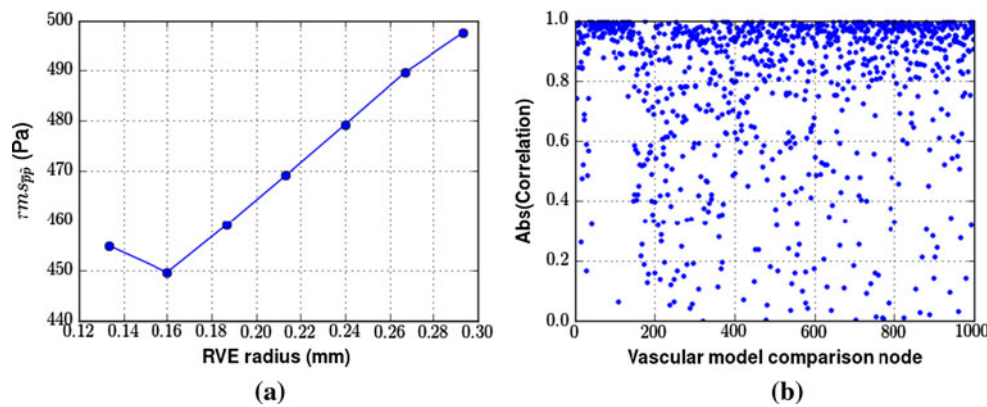 500
490
480
470
460
450
440
rms p̄p̂ (Pa)
0.12 0.14 0.16 0.18 0.20 0.22 0.24 0.26 0.28 0.30
RVE radius (mm)
(a)
1.0
0.8
0.6
0.4
0.2
0.0
Abs(Correlation)
0 200 400 600 800 1000
Vascular model comparison node
(b)